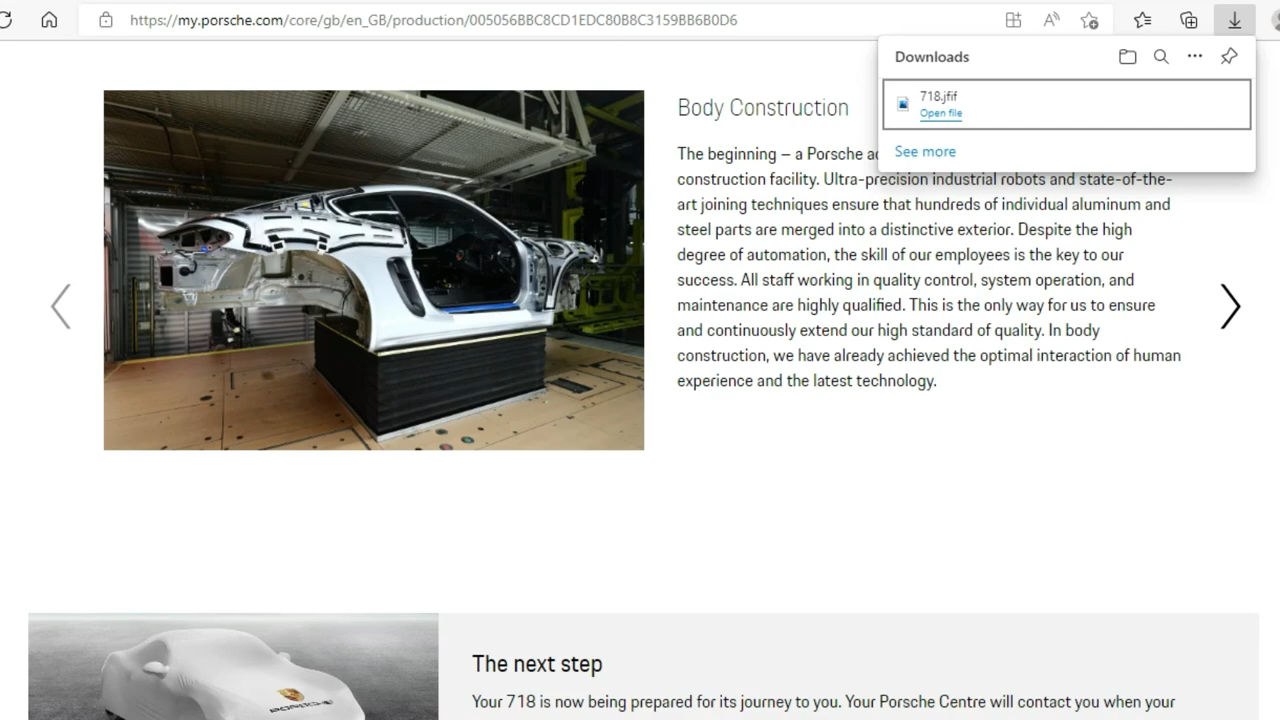 https://my.porsche.com/core/gb/en_GB/production/005056BBC8CD1EDC80B8C3159BB6B0D6
Downloads
718.jfif
Open file
See more
Body Construction
The beginning – a Porsche
construction facility. Ultra-precision industrial robots and state-of-the-
art joining techniques ensure that hundreds of individual aluminum and
steel parts are merged into a distinctive exterior. Despite the high
degree of automation, the skill of our employees is the key to our
success. All staff working in quality control, system operation, and
maintenance are highly qualified. This is the only way for us to ensure
and continuously extend our high standard of quality. In body
construction, we have already achieved the optimal interaction of human
experience and the latest technology.
PORSCHE
The next step
Your 718 is now being prepared for its journey to you. Your Porsche Centre will contact you when your